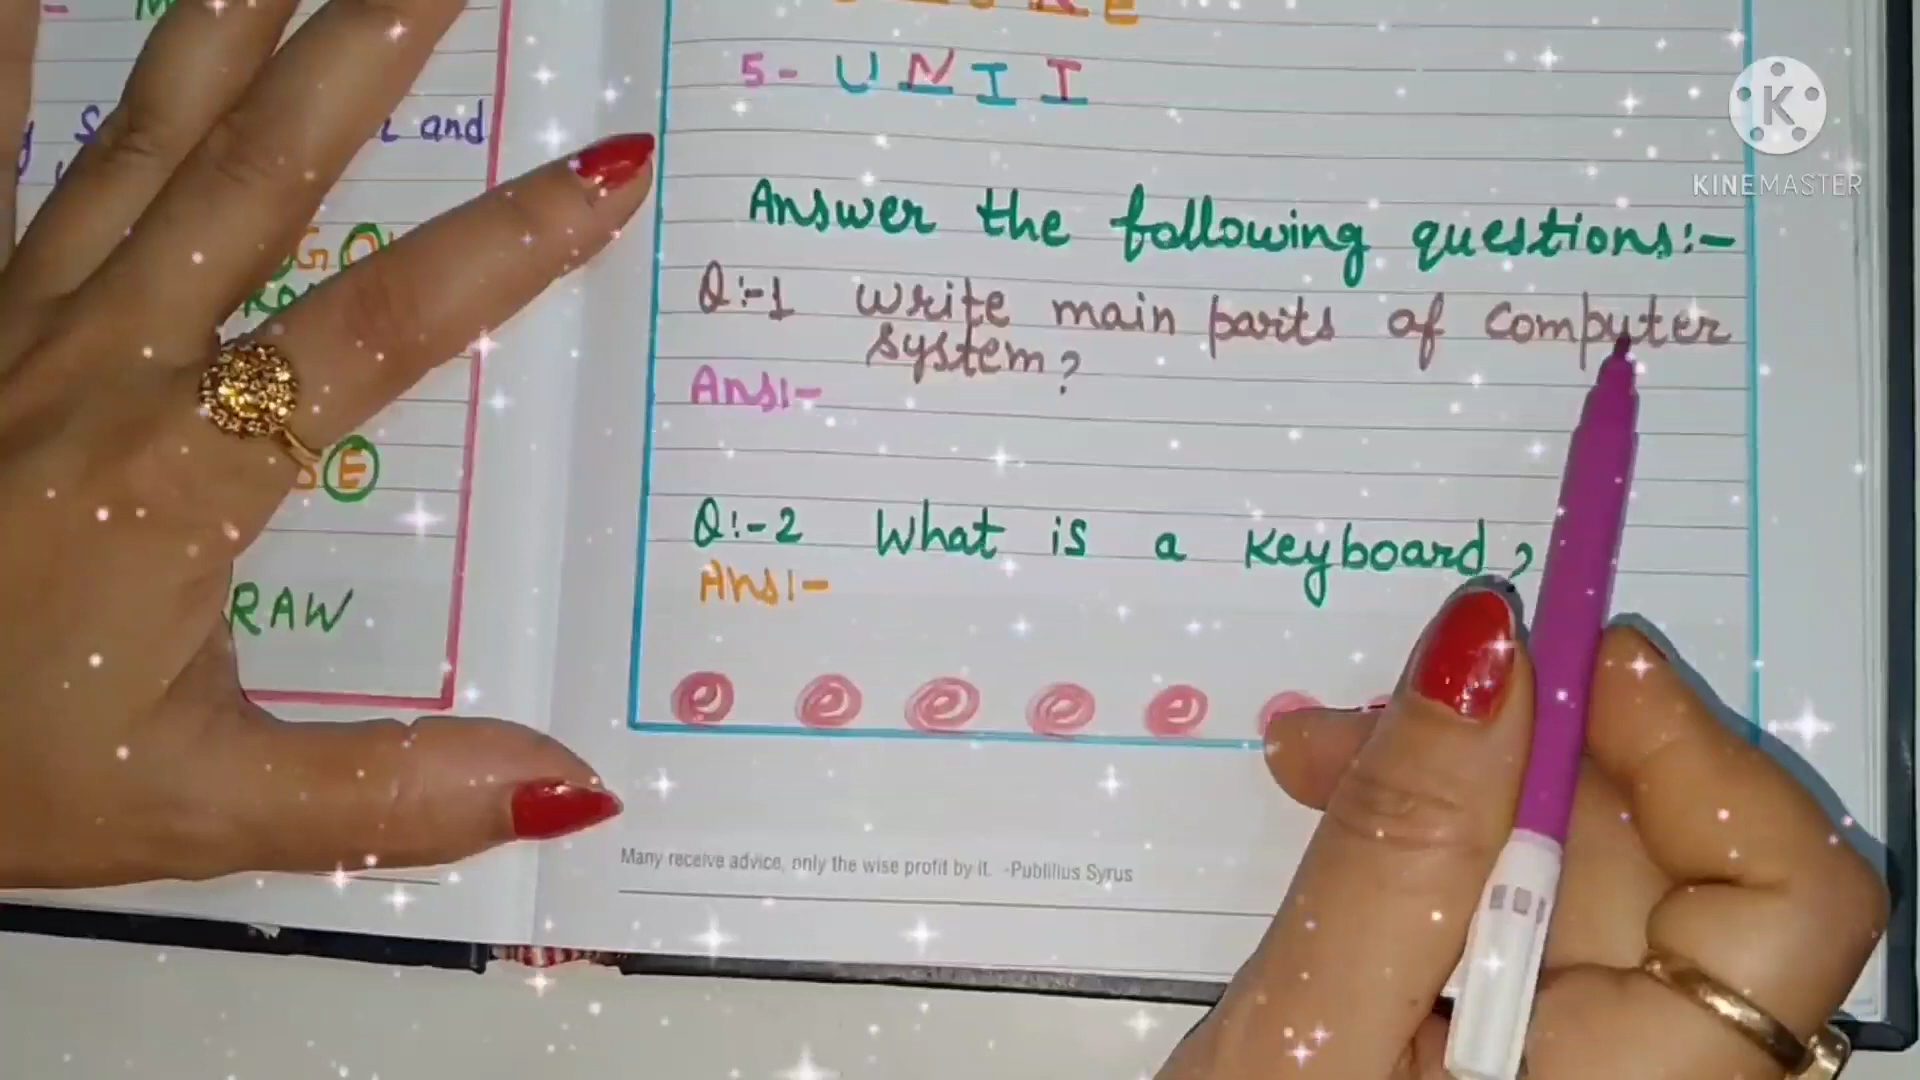 5- UNII
and
Answer the following questions:-
Q:-1 Write main parts of computer
system?
Ans:-
Q:-2 What is a Keyboard?
Ans:-
RAW
Many receive advice, only the wise profit by it. -Publilius Syrus
KINEMASTER